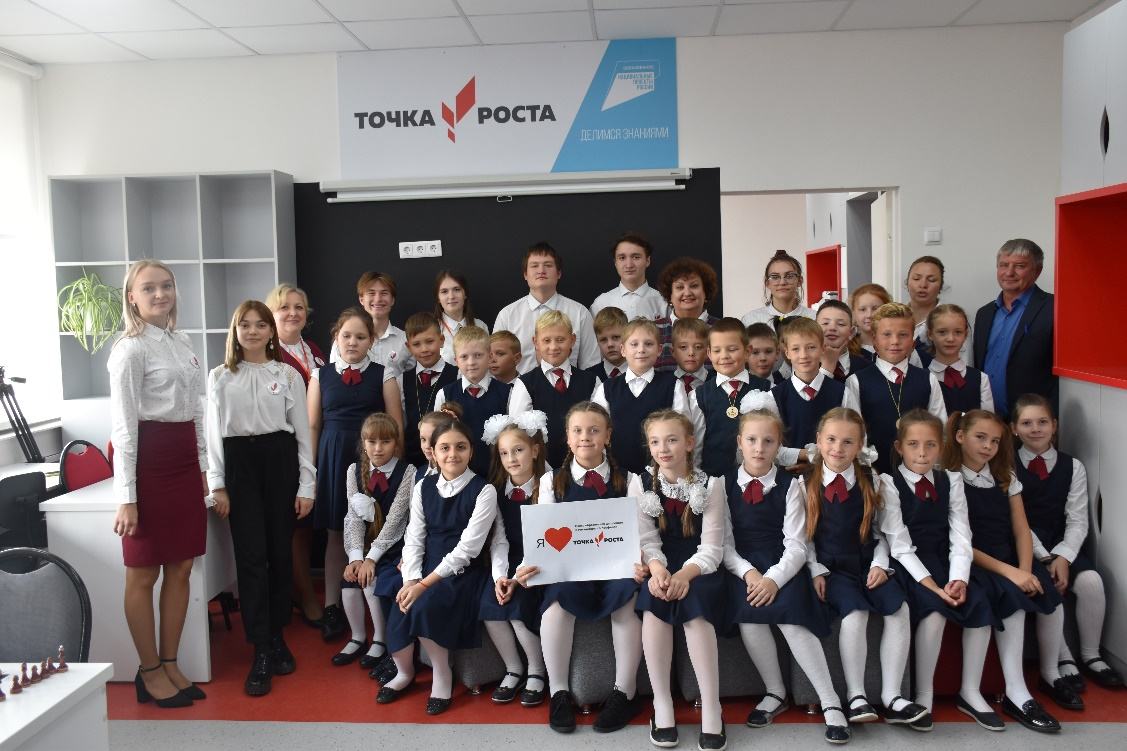 ТОЧКА РОСТА
НАЦИОНАЛЬНЫЕ
ПРОЕКТЫ
РОССИИ
ДЕЛИМСЯ ЗНАНИЯМИ
Я
ТОЧКА РОСТА